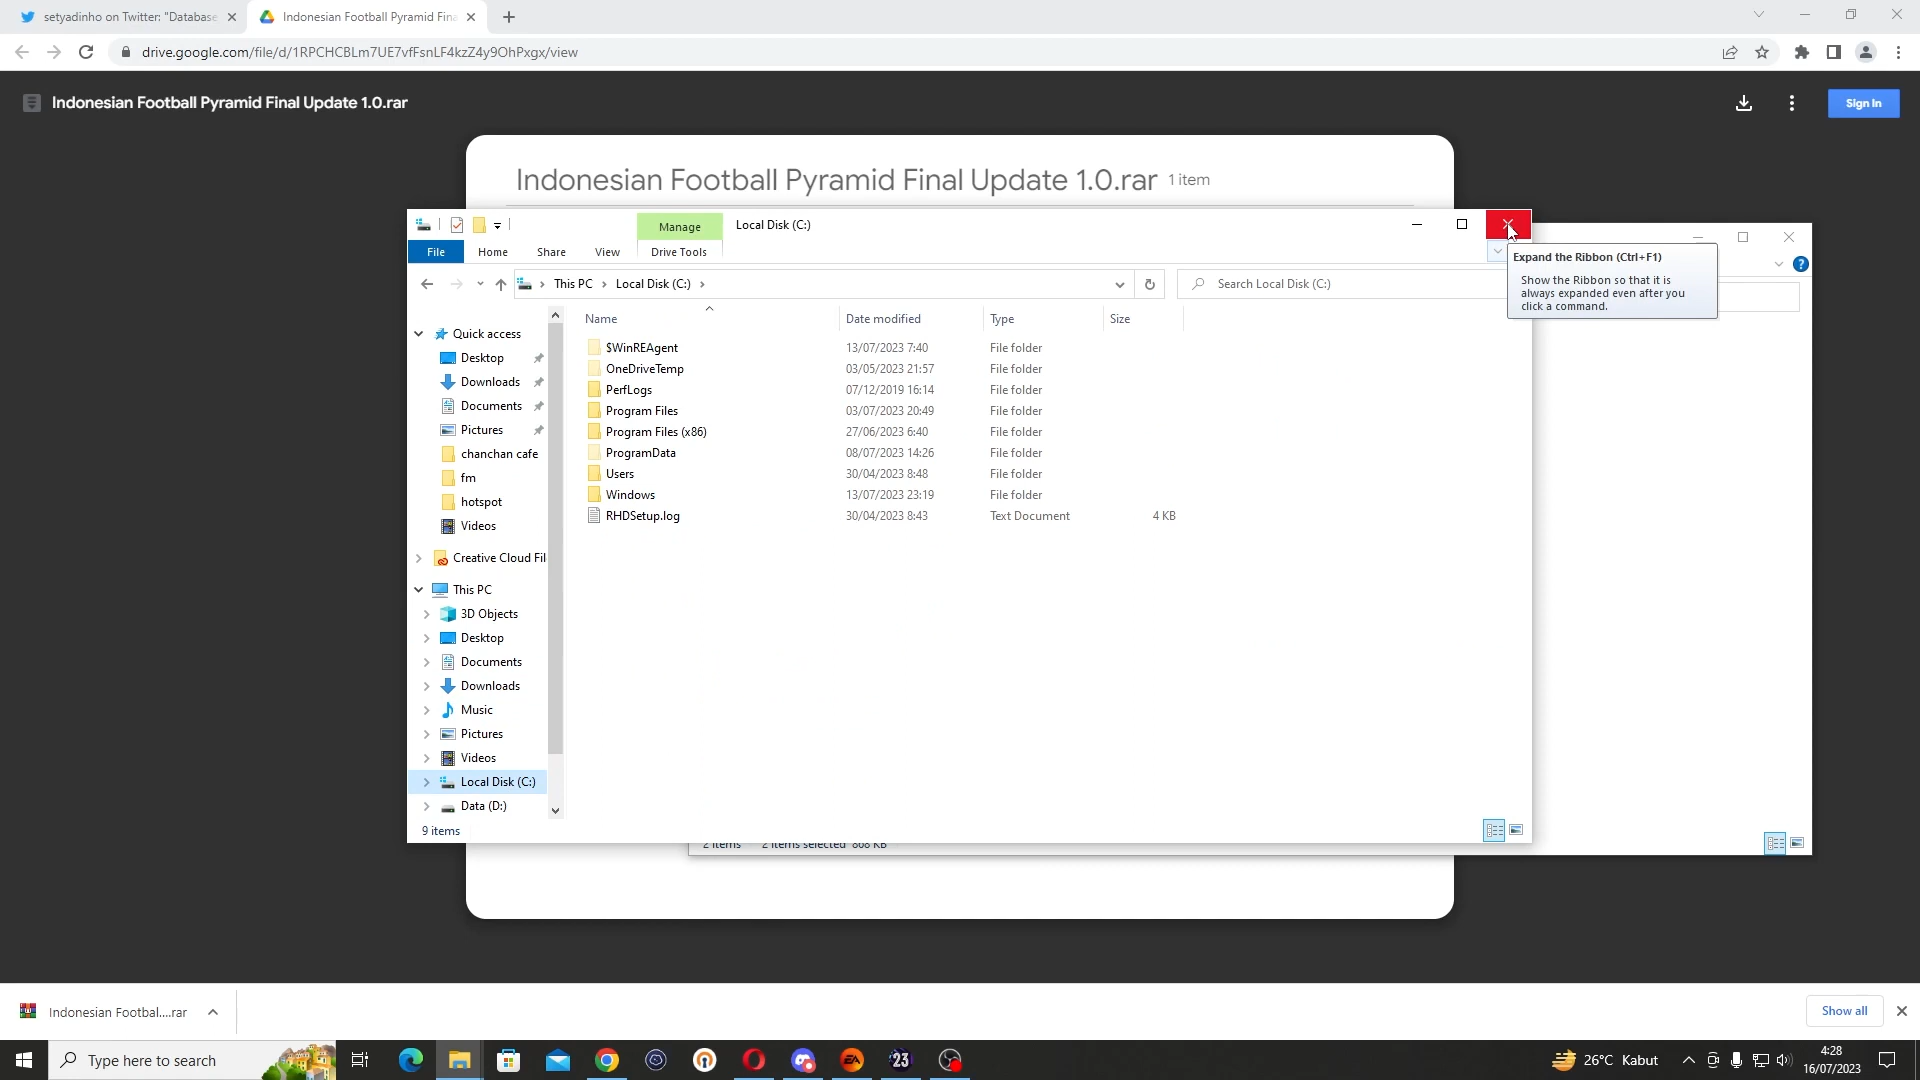 setyadinho on Twitter: "Database
Indonesian Football Pyramid Fina
drive.google.com/file/d/1RPCHCBLm7UE7vfFsnLF4kzZ4y9OhPxgx/view
Indonesian Football Pyramid Final Update 1.0.rar
Sign in
Indonesian Football Pyramid Final Update 1.0.rar 1 item
Manage
Local Disk (C:)
File
Home
Share
View
Drive Tools
Expand the Ribbon (Ctrl+F1)
Show the Ribbon so that it is
always expanded even after you
click a command.
This PC > Local Disk (C:) >
Search Local Disk (C:)
Name
Date modified
Type
Size
Quick access
Desktop
Downloads
Documents
Pictures
chanchan cafe
fm
hotspot
Videos
Creative Cloud Fil
This PC
3D Objects
Desktop
Documents
Downloads
Music
Pictures
Videos
Local Disk (C:)
Data (D:)
$WinREAgent 13/07/2023 7:40 File folder
OneDriveTemp 03/05/2023 21:57 File folder
PerfLogs 07/12/2019 16:14 File folder
Program Files 03/07/2023 20:49 File folder
Program Files (x86) 27/06/2023 6:40 File folder
ProgramData 08/07/2023 14:26 File folder
Users 30/04/2023 8:48 File folder
Windows 13/07/2023 23:19 File folder
RHDSetup.log 30/04/2023 8:43 Text Document 4 KB
9 items
2 items 2 items selected 808 KB
Indonesian Footbal....rar
Show all
Type here to search
EA
23
26°C Kabut
4:28
16/07/2023